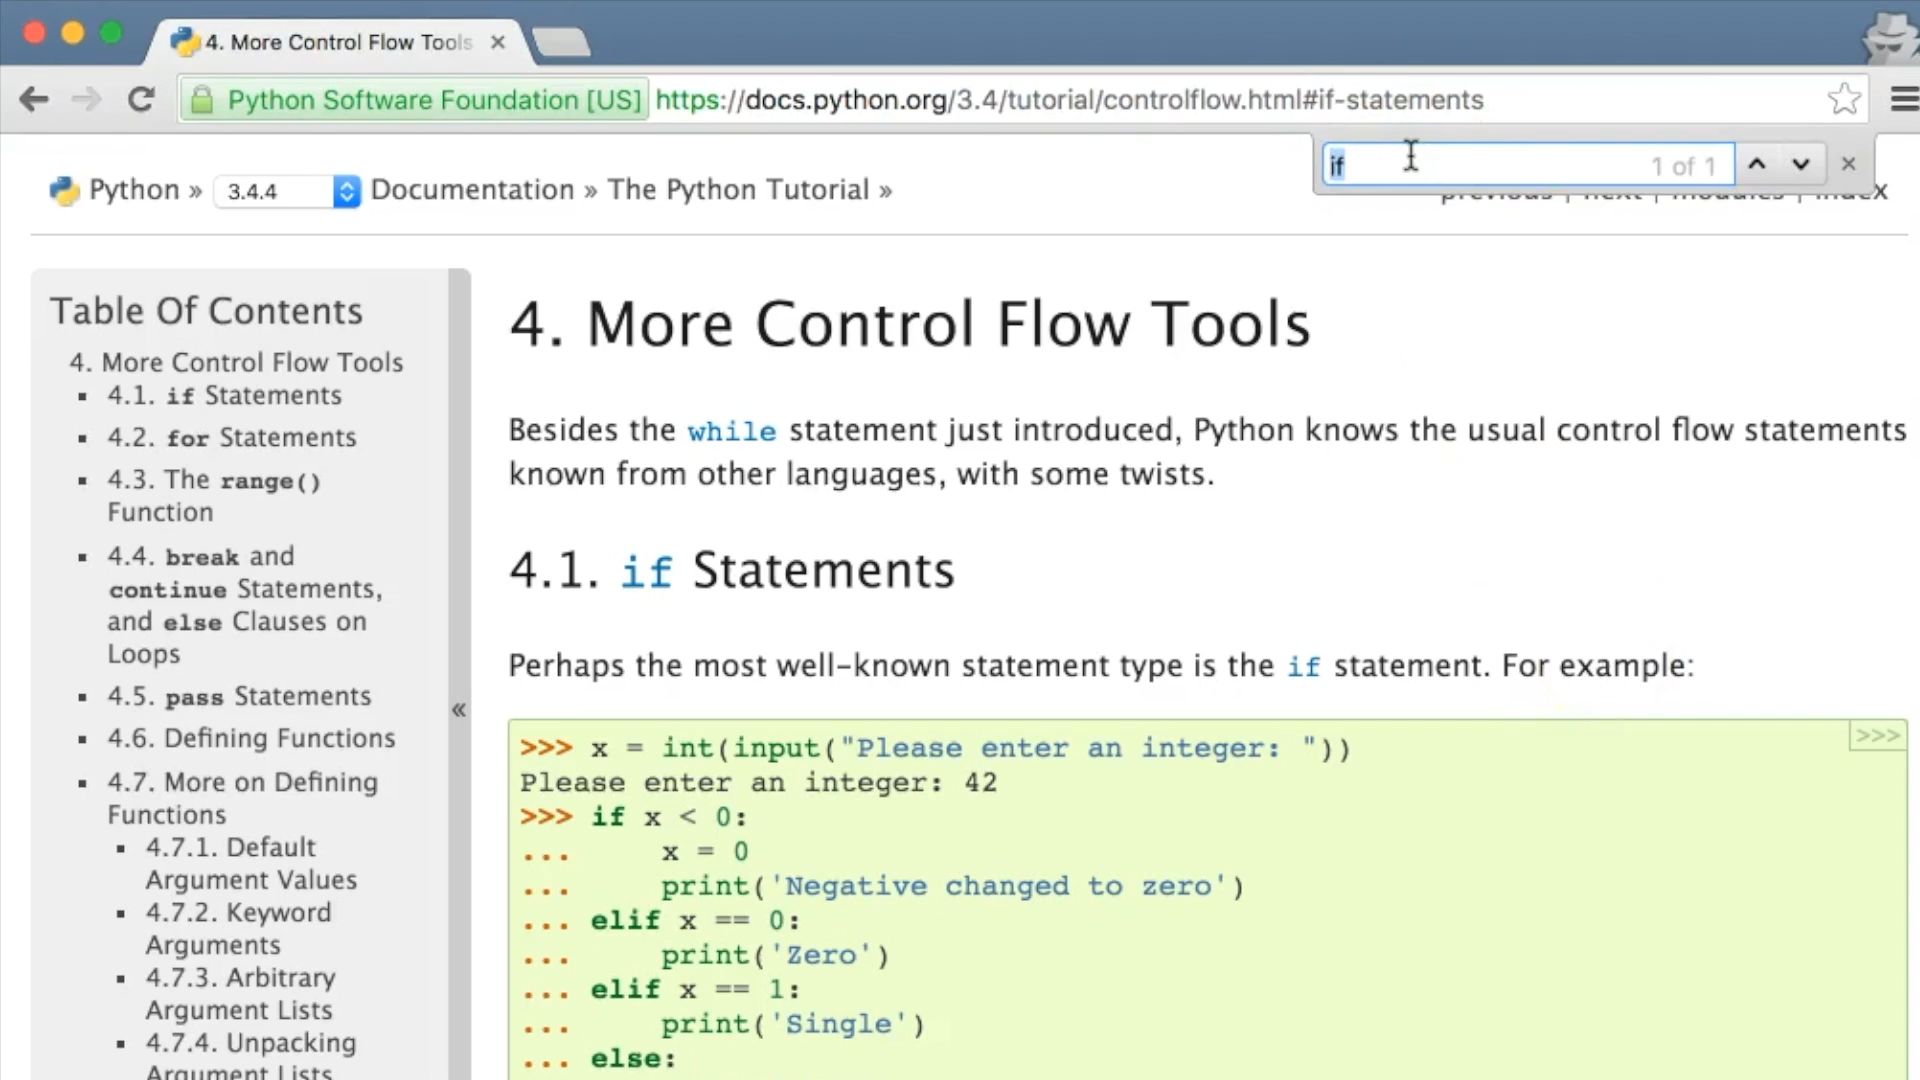 4. More Control Flow Tools
Python Software Foundation [US] https://docs.python.org/3.4/tutorial/controlflow.html#if-statements
if 1 of 1
Python » 3.4.4 Documentation » The Python Tutorial »
previous | next | modules | index
Table Of Contents
4. More Control Flow Tools
4.1. if Statements
4.2. for Statements
4.3. The range()
Function
4.4. break and
continue Statements,
and else Clauses on
Loops
4.5. pass Statements
4.6. Defining Functions
4.7. More on Defining
Functions
4.7.1. Default
Argument Values
4.7.2. Keyword
Arguments
4.7.3. Arbitrary
Argument Lists
4.7.4. Unpacking
Argument Lists
«
4. More Control Flow Tools
Besides the while statement just introduced, Python knows the usual control flow statements
known from other languages, with some twists.
4.1. if Statements
Perhaps the most well-known statement type is the if statement. For example:
>>>
>>> x = int(input("Please enter an integer: "))
Please enter an integer: 42
>>> if x < 0:
...     x = 0
...     print('Negative changed to zero')
... elif x == 0:
...     print('Zero')
... elif x == 1:
...     print('Single')
... else: